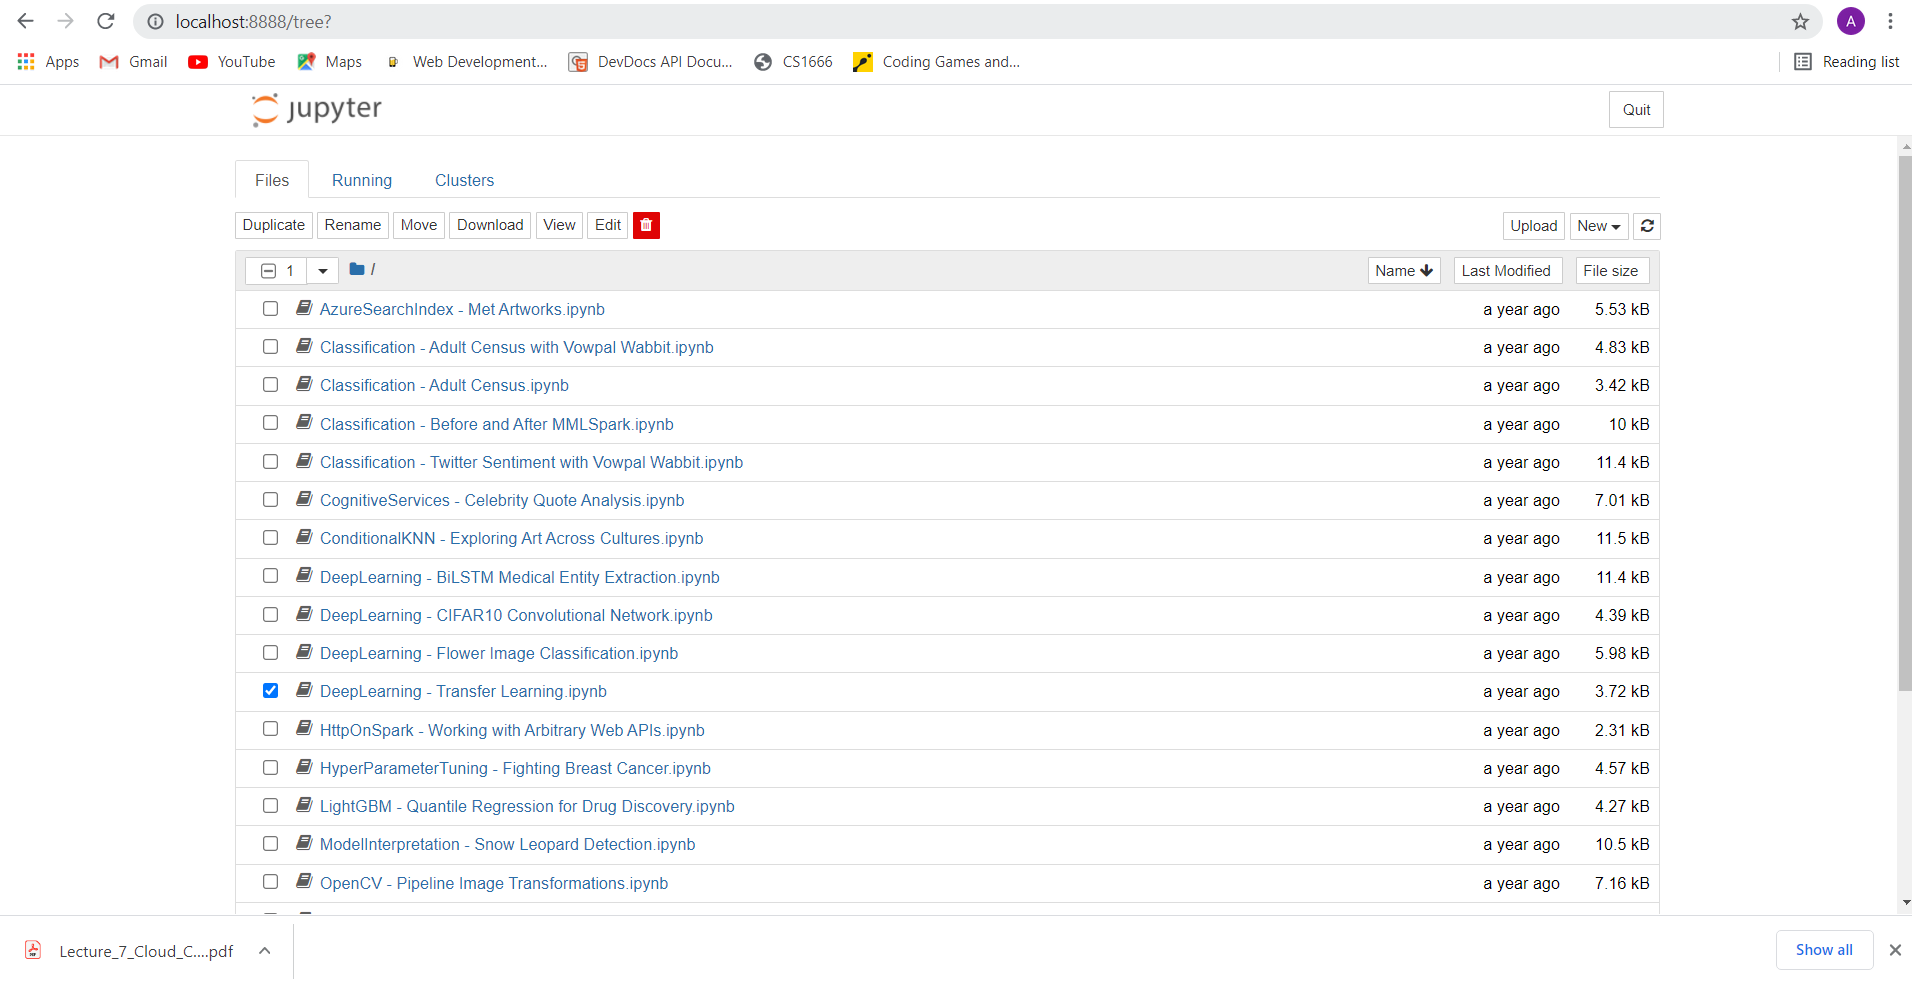 localhost:8888/tree?
A
Apps Gmail YouTube Maps Web Development... DevDocs API Docu... CS1666 Coding Games and... Reading list
jupyter Quit
Files Running Clusters
Duplicate Rename Move Download View Edit Upload New
1 / Name Last Modified File size
AzureSearchIndex - Met Artworks.ipynb a year ago 5.53 kB
Classification - Adult Census with Vowpal Wabbit.ipynb a year ago 4.83 kB
Classification - Adult Census.ipynb a year ago 3.42 kB
Classification - Before and After MMLSpark.ipynb a year ago 10 kB
Classification - Twitter Sentiment with Vowpal Wabbit.ipynb a year ago 11.4 kB
CognitiveServices - Celebrity Quote Analysis.ipynb a year ago 7.01 kB
ConditionalKNN - Exploring Art Across Cultures.ipynb a year ago 11.5 kB
DeepLearning - BiLSTM Medical Entity Extraction.ipynb a year ago 11.4 kB
DeepLearning - CIFAR10 Convolutional Network.ipynb a year ago 4.39 kB
DeepLearning - Flower Image Classification.ipynb a year ago 5.98 kB
DeepLearning - Transfer Learning.ipynb a year ago 3.72 kB
HttpOnSpark - Working with Arbitrary Web APIs.ipynb a year ago 2.31 kB
HyperParameterTuning - Fighting Breast Cancer.ipynb a year ago 4.57 kB
LightGBM - Quantile Regression for Drug Discovery.ipynb a year ago 4.27 kB
ModelInterpretation - Snow Leopard Detection.ipynb a year ago 10.5 kB
OpenCV - Pipeline Image Transformations.ipynb a year ago 7.16 kB
Lecture_7_Cloud_C....pdf Show all